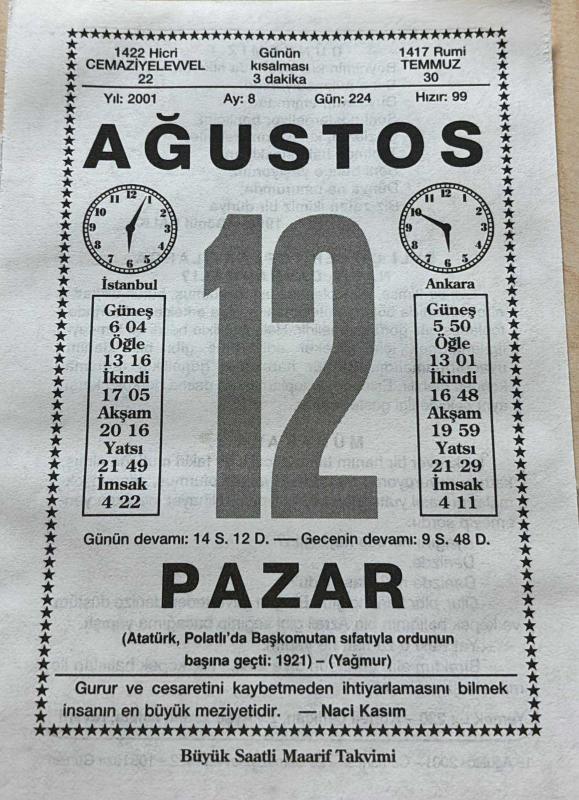 1422 Hicri
CEMAZİYELEVVEL
22
Günün
kısalması
3 dakika
1417 Rumi
TEMMUZ
30
Yıl: 2001 Ay: 8 Gün: 224 Hızır: 99
AĞUSTOS
12
İstanbul
Güneş
6 04
Öğle
13 16
İkindi
17 05
Akşam
20 16
Yatsı
21 49
İmsak
4 22
Ankara
Güneş
5 50
Öğle
13 01
İkindi
16 48
Akşam
19 59
Yatsı
21 29
İmsak
4 11
Günün devamı: 14 S. 12 D. — Gecenin devamı: 9 S. 48 D.
PAZAR
(Atatürk, Polatlı'da Başkomutan sıfatıyla ordunun
başına geçti: 1921) – (Yağmur)
Gurur ve cesaretini kaybetmeden ihtiyarlamasını bilmek
insanın en büyük meziyetidir. — Naci Kasım
Büyük Saatli Maarif Takvimi